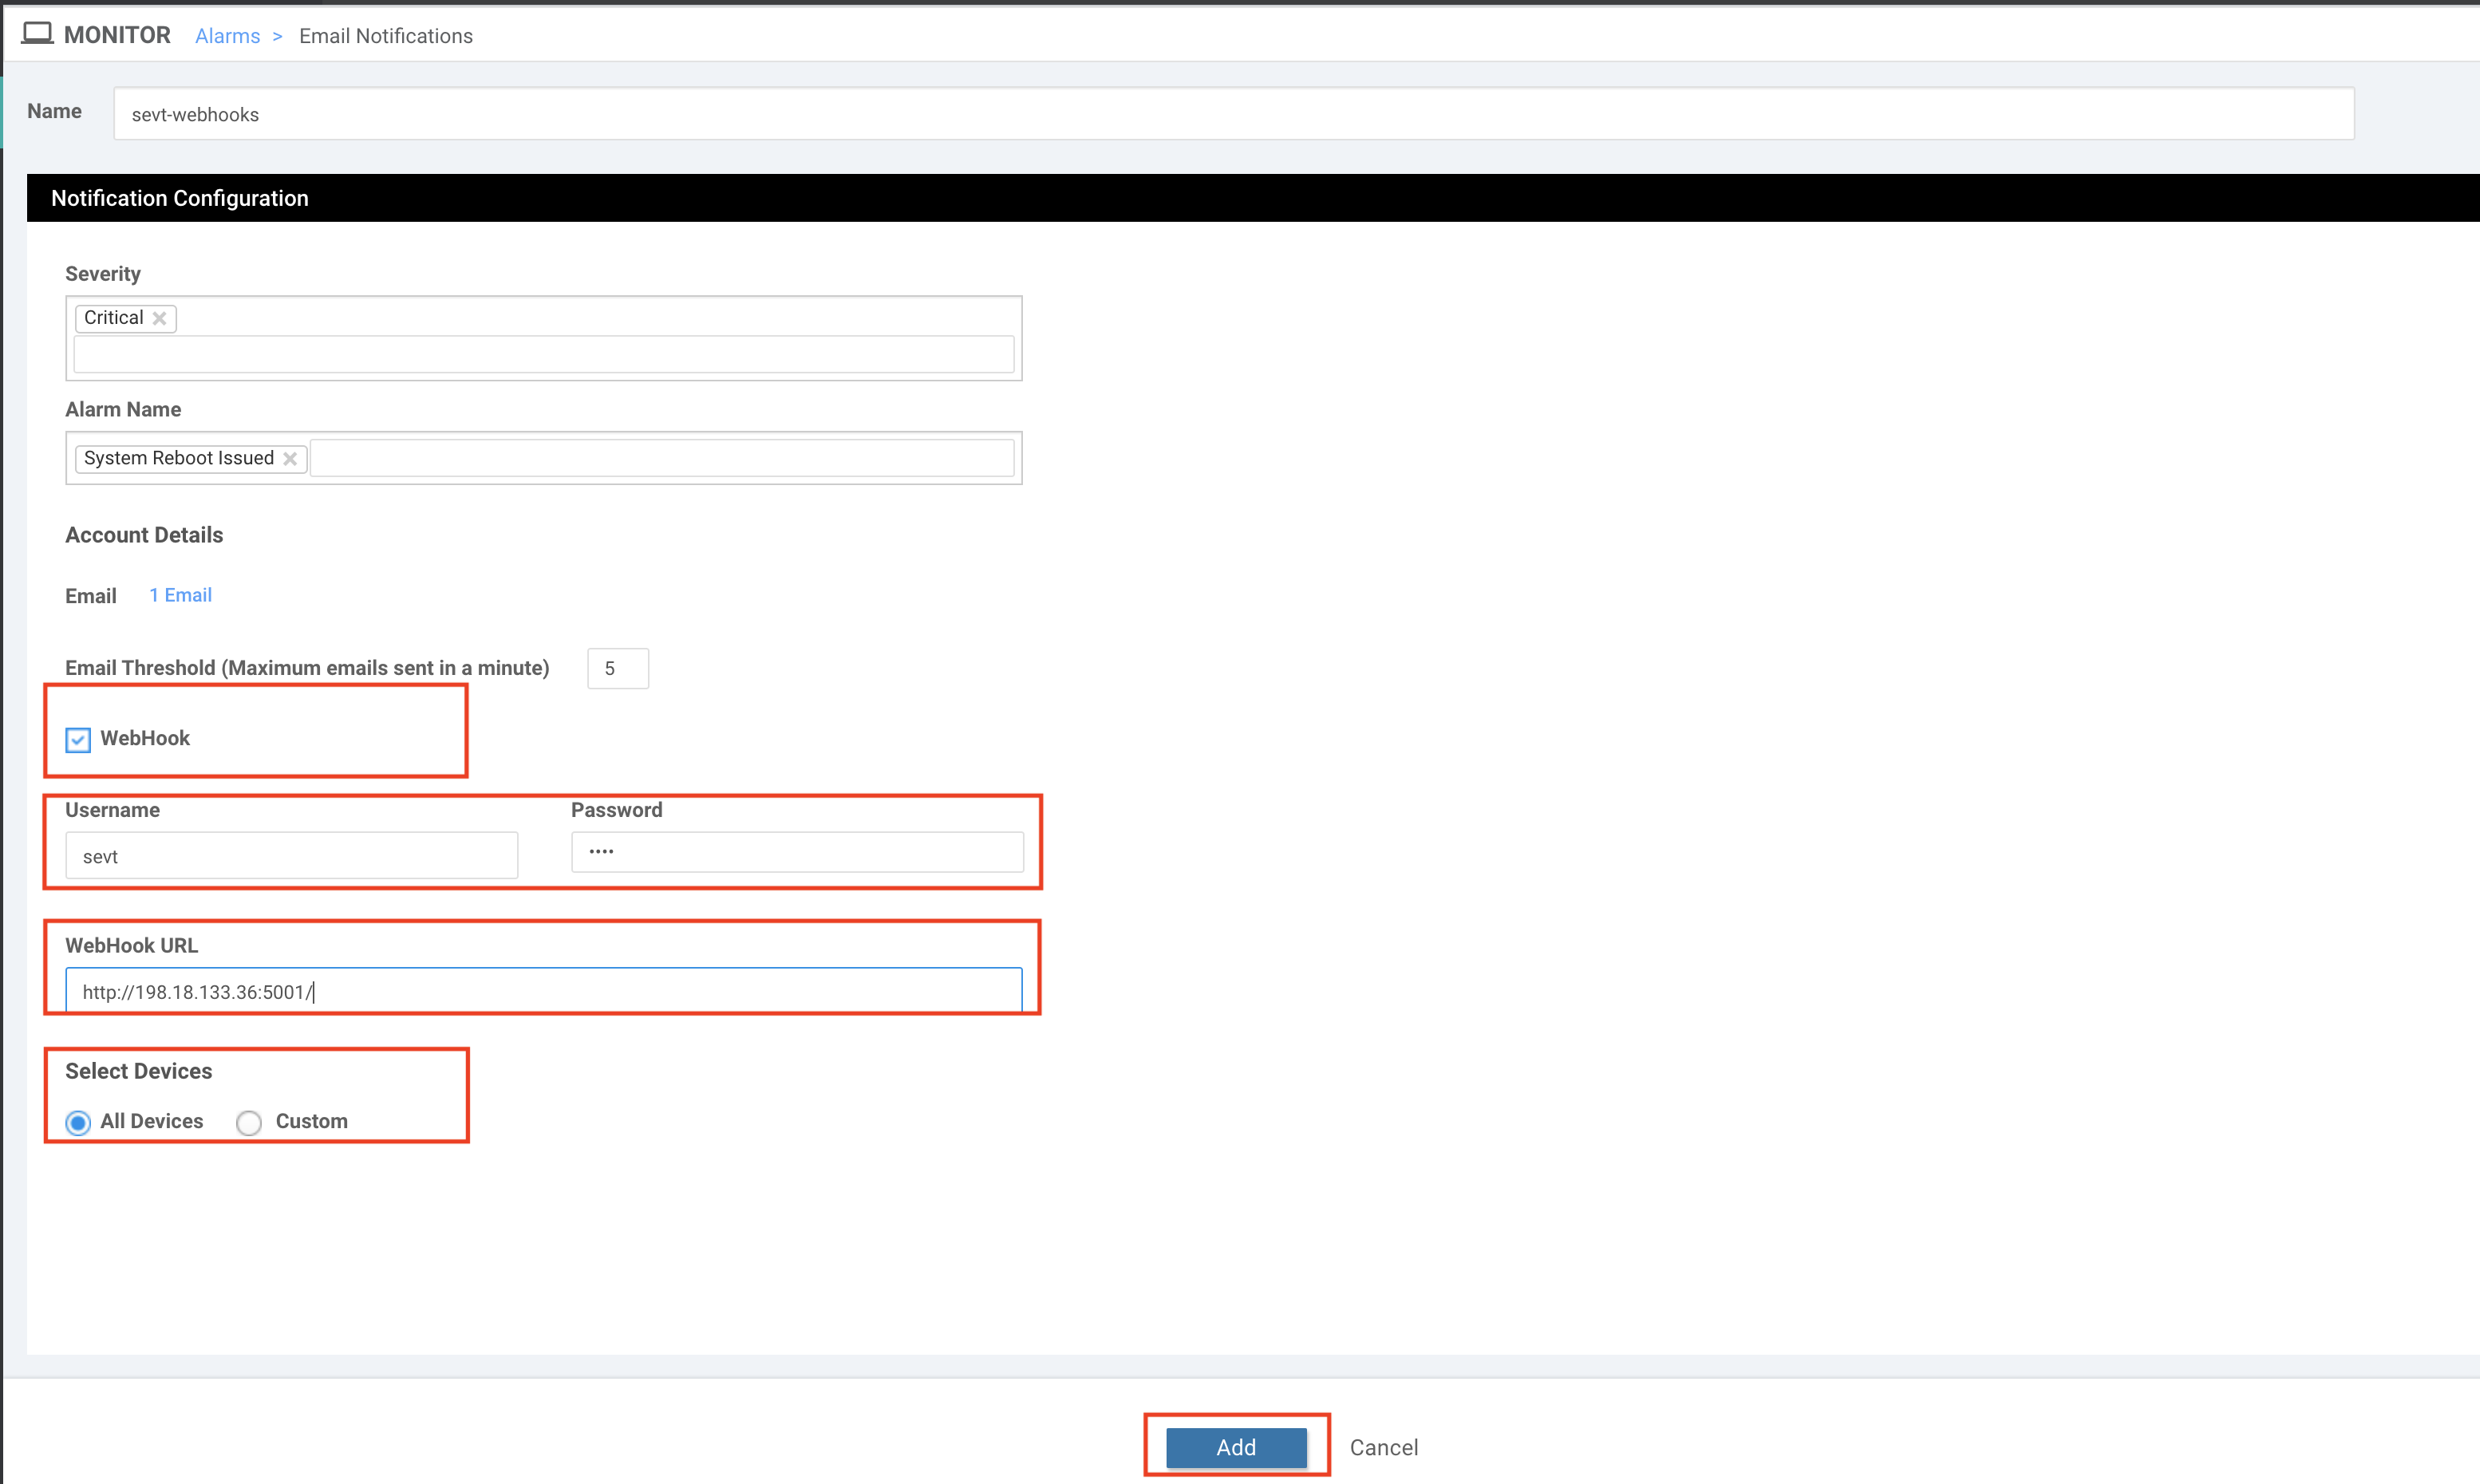 MONITOR Alarms > Email Notifications
Name sevt-webhooks
Notification Configuration
Severity
Critical
Alarm Name
System Reboot Issued
Account Details
Email 1 Email
Email Threshold (Maximum emails sent in a minute) 5
WebHook
Username Password
sevt ••••
WebHook URL
http://198.18.133.36:5001/
Select Devices
All Devices Custom
Add Cancel